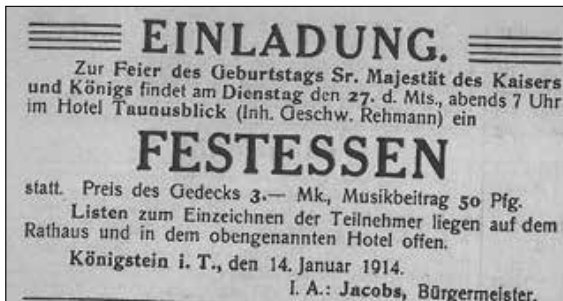 EINLADUNG.
Zur Feier des Geburtstags Sr. Majestät des Kaisers
und Königs findet am Dienstag den 27. d. Mts., abends 7 Uhr
im Hotel Taunusblick (Inh. Geschw. Rehmann) ein
FESTESSEN
statt. Preis des Gedecks 3.— Mk., Musikbeitrag 50 Pfg.
Listen zum Einzeichnen der Teilnehmer liegen auf dem
Rathaus und in dem obengenannten Hotel offen.
Königstein i. T., den 14. Januar 1914.
I. A.: Jacobs, Bürgermeister.